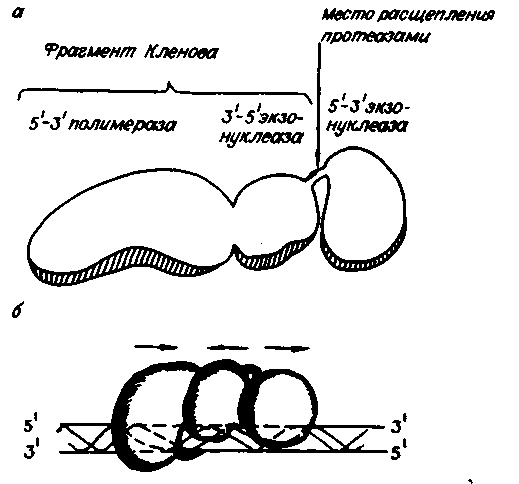 а
Место расщепления
протеазами
Фрагмент Кленова
5'-3' полимераза
3'-5' экзо-
нуклеаза
5'-3' экзо-
нуклеаза
б
5' 3'
3' 5'